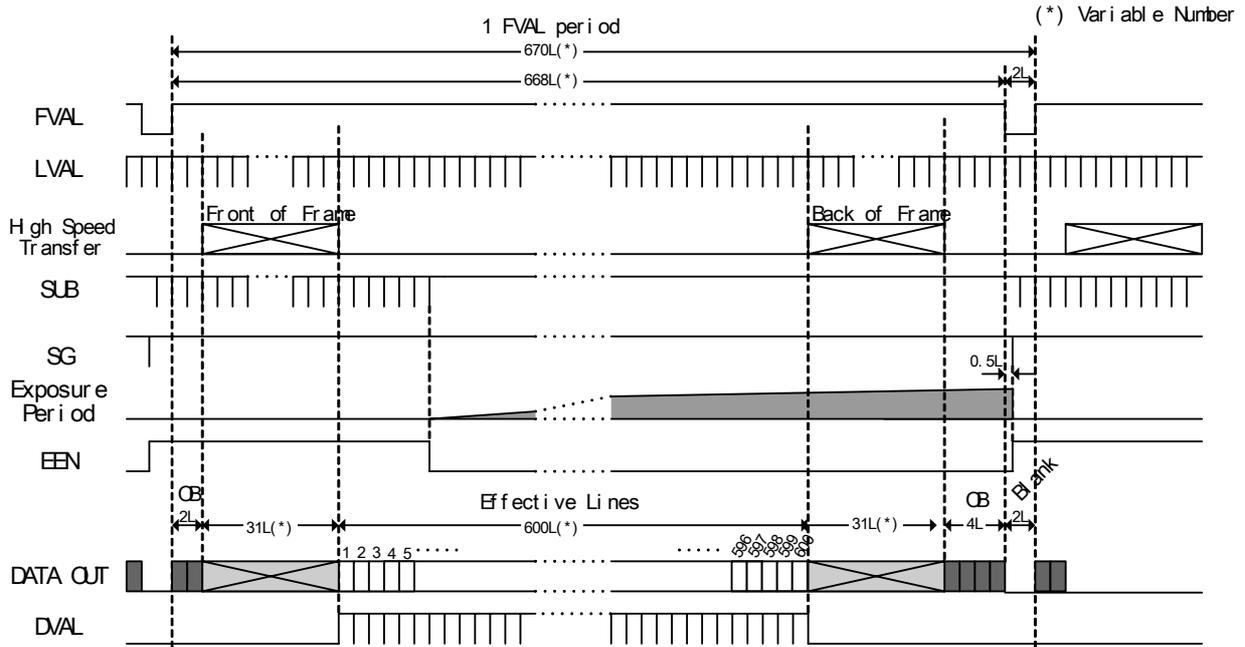 (*) Variable Number
1 FVAL period
670L(*)
668L(*)
2L
FVAL
LVAL
High Speed
Transfer
Front of Frame
Back of Frame
SUB
SG
0.5L
Exposure
Period
EEN
OB
2L
31L(*)
Effective Lines
600L(*)
31L(*)
OB
4L
Blank
2L
1 2 3 4 5
596 597 598 599 600
DATA OUT
DVAL